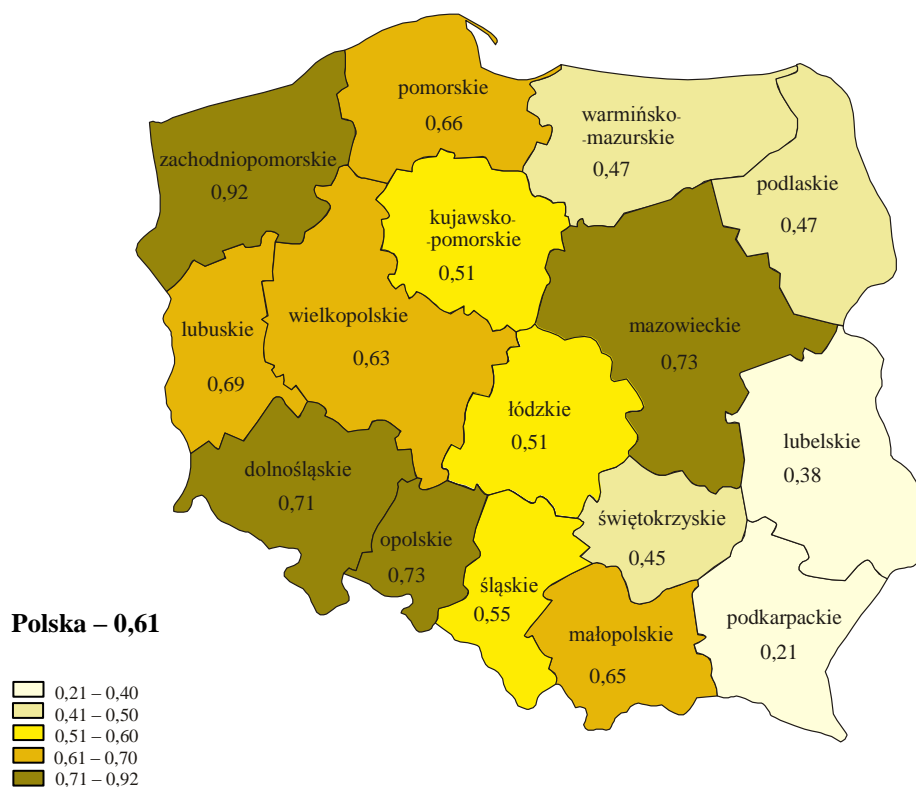 pomorskie
0,66
warmińsko-
-mazurskie
0,47
zachodniopomorskie
0,92
podlaskie
0,47
kujawsko-
-pomorskie
0,51
lubuskie
0,69
wielkopolskie
0,63
mazowieckie
0,73
łódzkie
0,51
lubelskie
0,38
dolnośląskie
0,71
opolskie
0,73
świętokrzyskie
0,45
śląskie
0,55
małopolskie
0,65
podkarpackie
0,21
Polska – 0,61
0,21 – 0,40
0,41 – 0,50
0,51 – 0,60
0,61 – 0,70
0,71 – 0,92